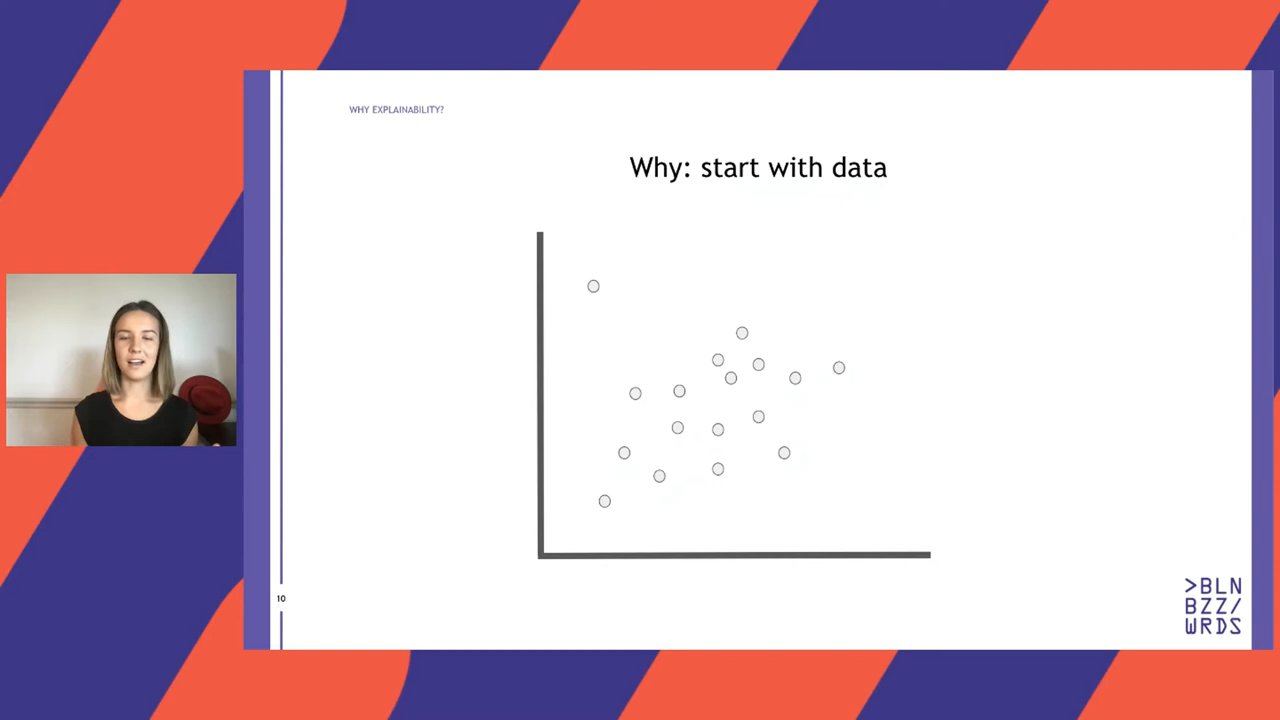 WHY EXPLAINABILITY?
Why: start with data
10
>BLN
BZZ/
WRDS